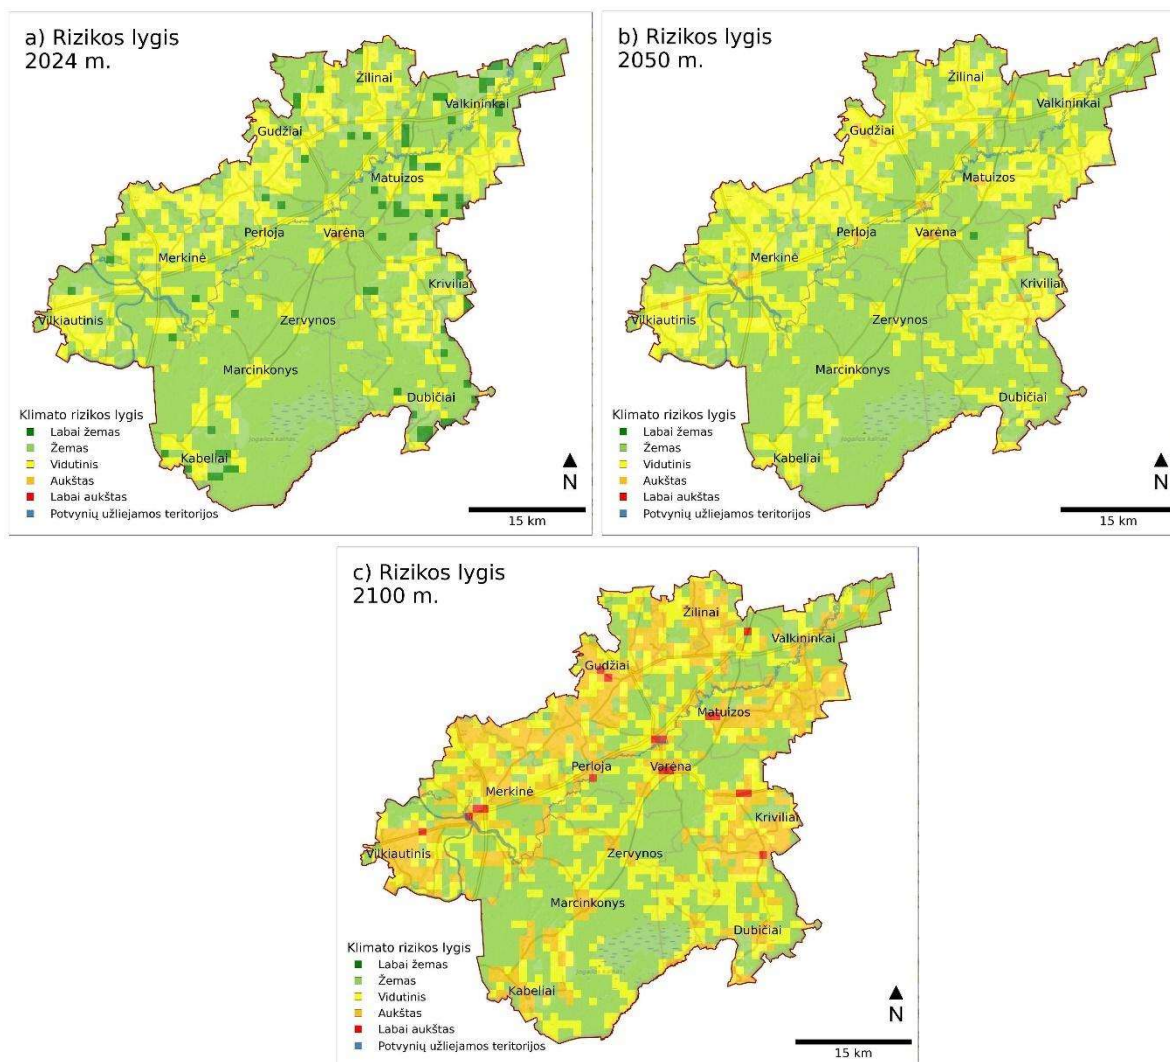 a) Rizikos lygis
2024 m.
Žilinai
Valkininkai
Gudžiai
Matuizos
Perloja
Varėna
Merkinė
Kriviliai
Vilkiautinis
Zervynos
Marcinkonys
Dubičiai
Kabeliai
Klimato rizikos lygis
Labai žemas
Žemas
Vidutinis
Aukštas
Labai aukštas
Potvynių užliejamos teritorijos
N
15 km
b) Rizikos lygis
2050 m.
Žilinai
Valkininkai
Gudžiai
Matuizos
Perloja
Varėna
Merkinė
Kriviliai
Vilkiautinis
Zervynos
Marcinkonys
Dubičiai
Kabeliai
Klimato rizikos lygis
Labai žemas
Žemas
Vidutinis
Aukštas
Labai aukštas
Potvynių užliejamos teritorijos
N
15 km
c) Rizikos lygis
2100 m.
Žilinai
Valkininkai
Gudžiai
Matuizos
Perloja
Varėna
Merkinė
Kriviliai
Vilkiautinis
Zervynos
Marcinkonys
Dubičiai
Kabeliai
Klimato rizikos lygis
Labai žemas
Žemas
Vidutinis
Aukštas
Labai aukštas
Potvynių užliejamos teritorijos
N
15 km